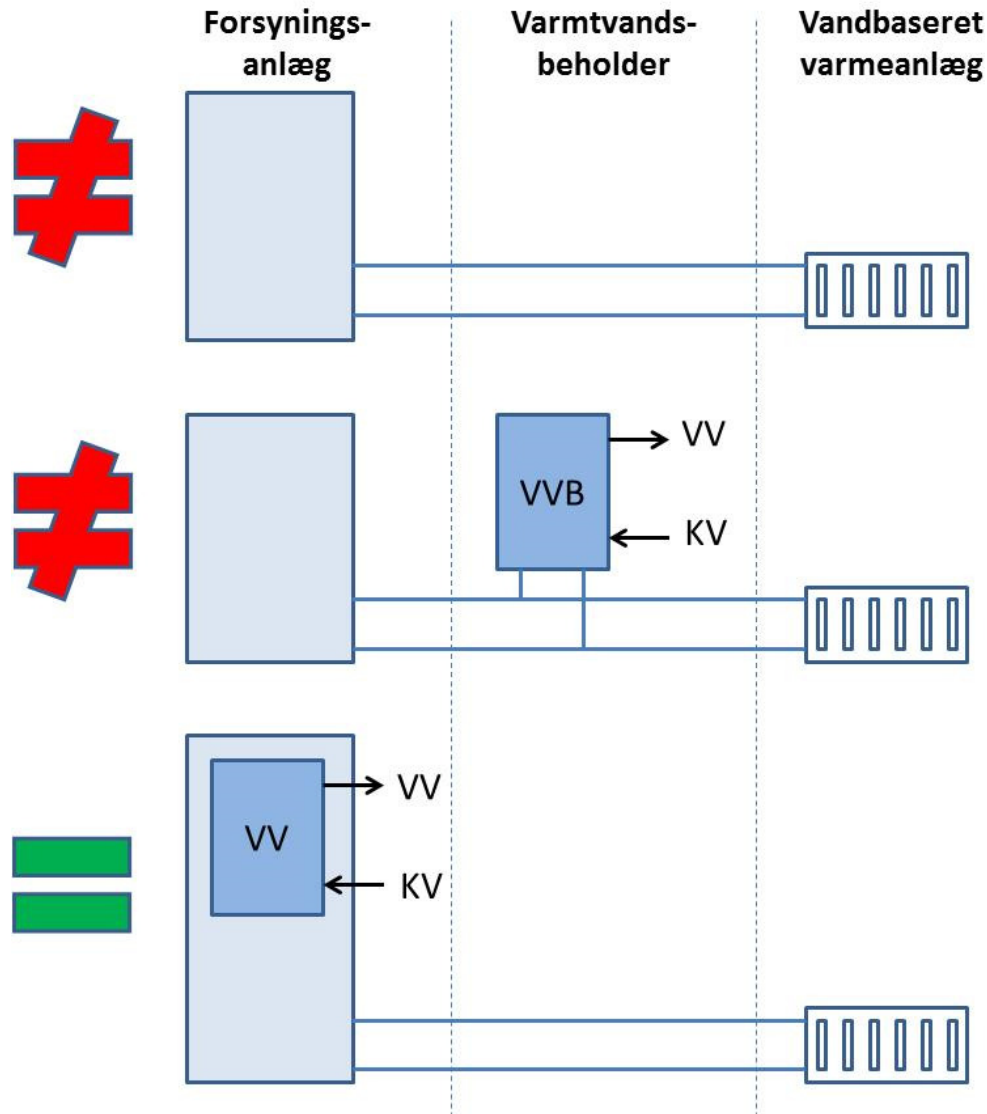 Forsynings-
anlæg
Varmtvands-
beholder
Vandbaseret
varmeanlæg
VV
VVB
KV
VV
VV
KV